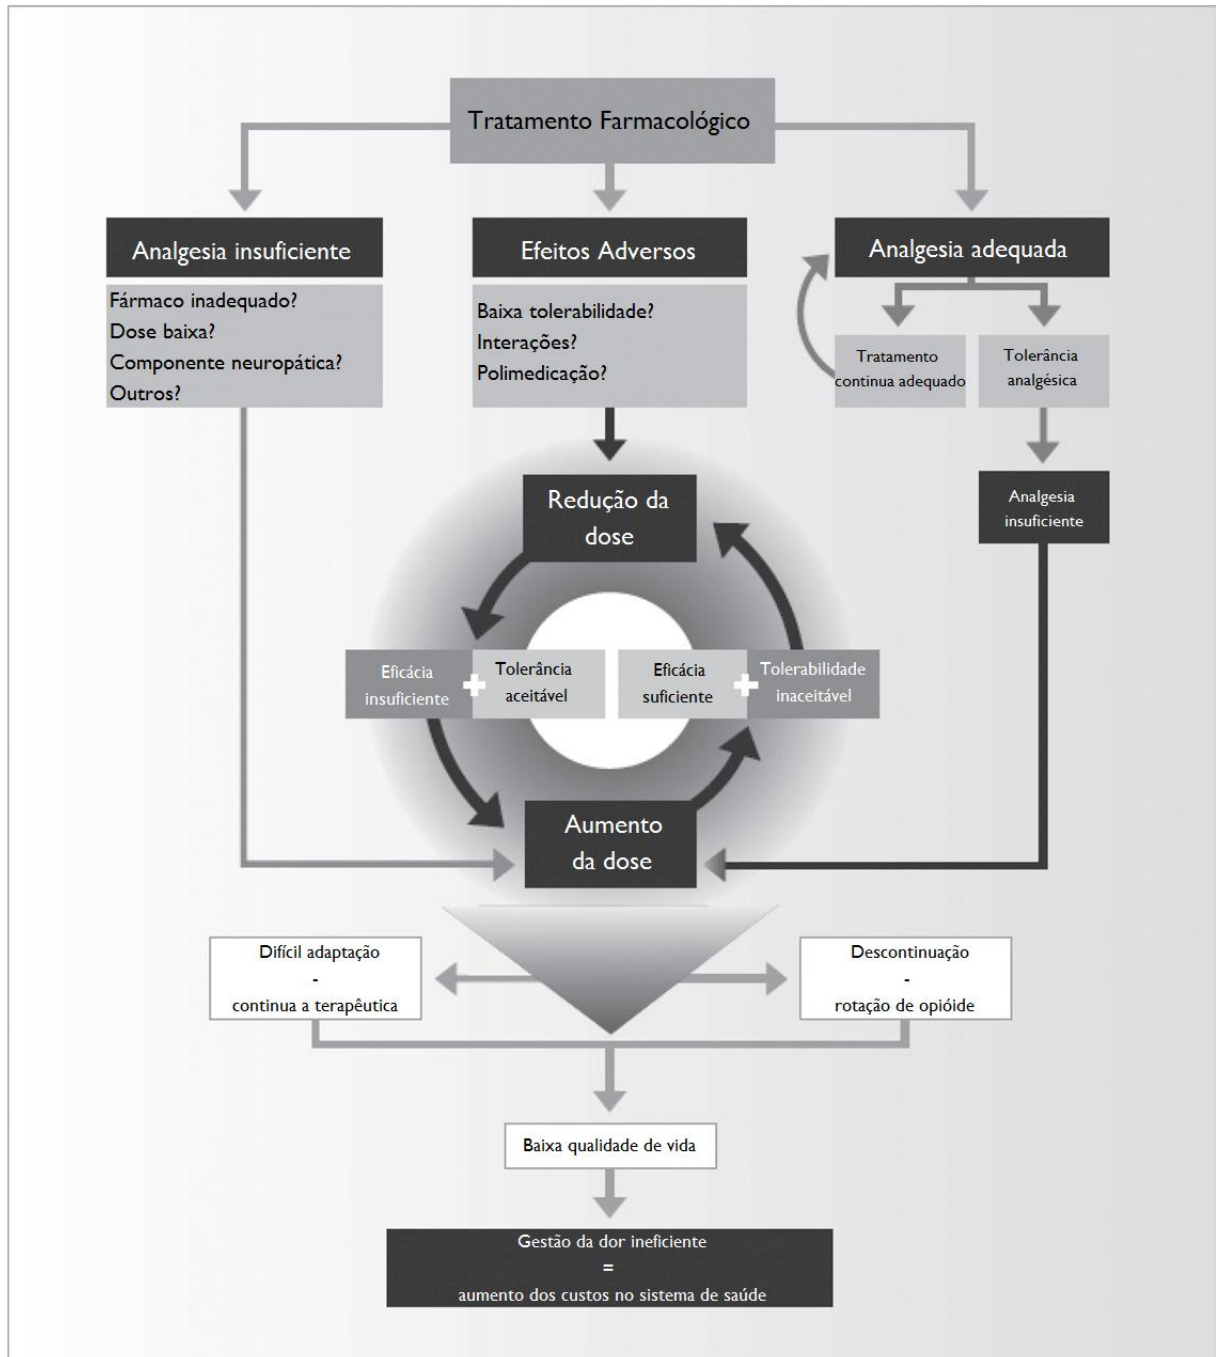 Tratamento Farmacológico
Analgesia insuficiente
Fármaco inadequado?
Dose baixa?
Componente neuropática?
Outros?
Efeitos Adversos
Baixa tolerabilidade?
Interações?
Polimedicação?
Analgesia adequada
Tratamento
continua adequado
Tolerância
analgésica
Analgesia
insuficiente
Redução da
dose
Eficácia
insuficiente
+
Tolerância
aceitável
Eficácia
suficiente
+
Tolerabilidade
inaceitável
Aumento
da dose
Difícil adaptação
-
continua a terapêutica
Descontinuação
-
rotação de opióide
Baixa qualidade de vida
Gestão da dor ineficiente
=
aumento dos custos no sistema de saúde